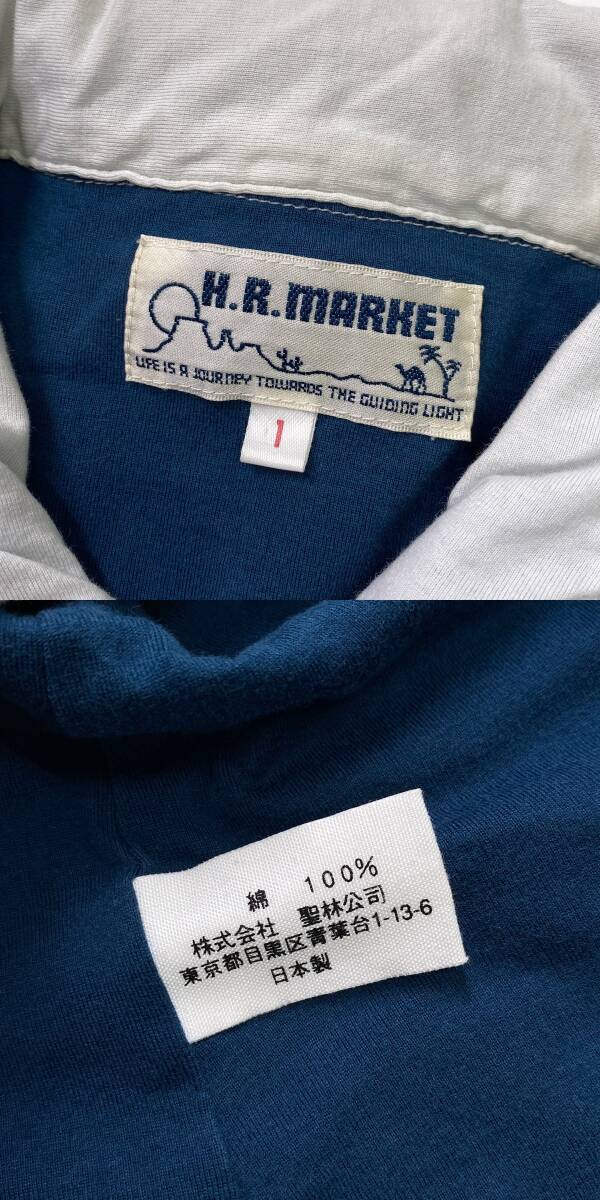 H.R.MARKET
LIFE IS A JOURNEY TOWARDS THE GUIDING LIGHT
1
綿 100%
株式会社 聖林公司
東京都目黒区青葉台1-13-6
日本製